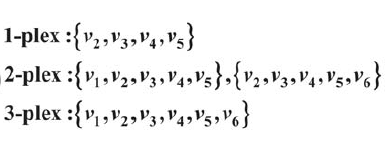 1-plex :{v₂,v₃,v₄,v₅}
2-plex :{v₁,v₂,v₃,v₄,v₅},{v₂,v₃,v₄,v₅,v₆}
3-plex :{v₁,v₂,v₃,v₄,v₅,v₆}